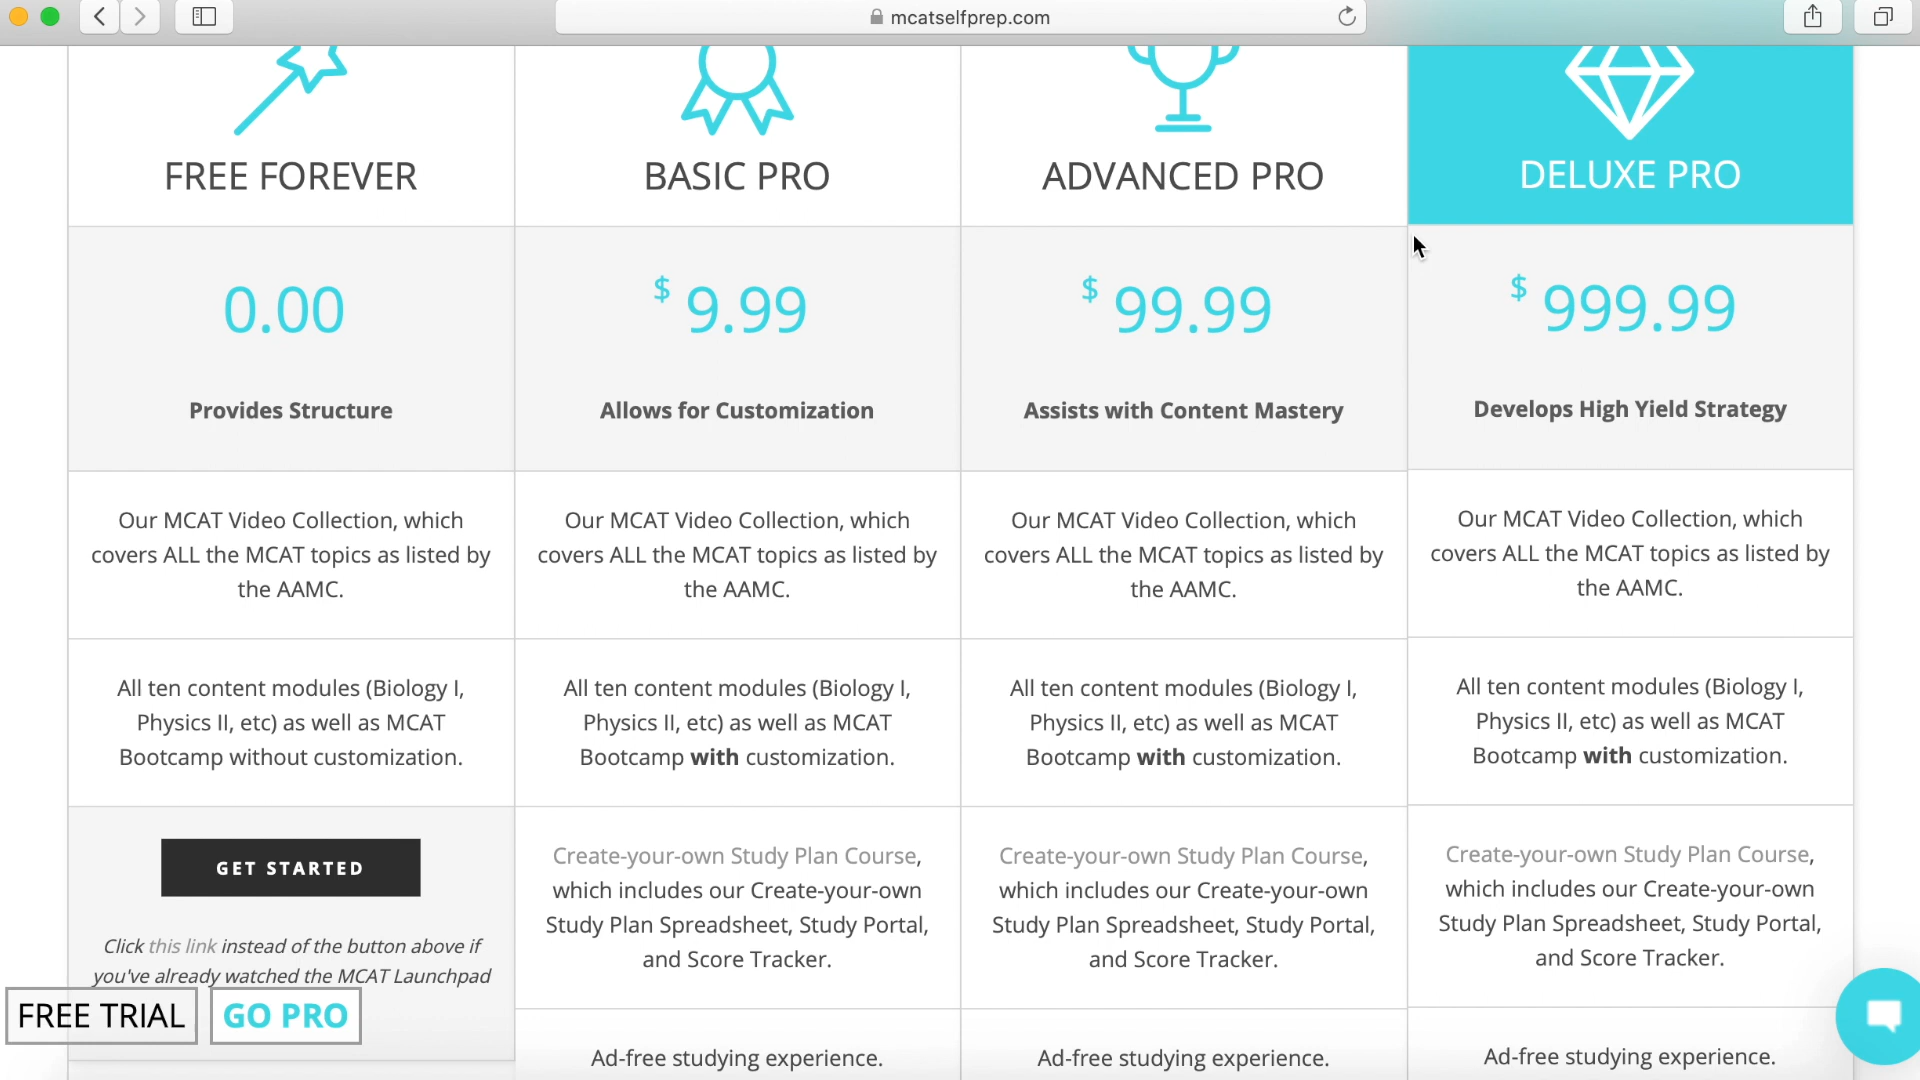 mcatselfprep.com
FREE FOREVER
0.00
Provides Structure
Our MCAT Video Collection, which
covers ALL the MCAT topics as listed by
the AAMC.
All ten content modules (Biology I,
Physics II, etc) as well as MCAT
Bootcamp without customization.
GET STARTED
Click this link instead of the button above if
you've already watched the MCAT Launchpad
BASIC PRO
$ 9.99
Allows for Customization
Our MCAT Video Collection, which
covers ALL the MCAT topics as listed by
the AAMC.
All ten content modules (Biology I,
Physics II, etc) as well as MCAT
Bootcamp with customization.
Create-your-own Study Plan Course,
which includes our Create-your-own
Study Plan Spreadsheet, Study Portal,
and Score Tracker.
Ad-free studying experience.
ADVANCED PRO
$ 99.99
Assists with Content Mastery
Our MCAT Video Collection, which
covers ALL the MCAT topics as listed by
the AAMC.
All ten content modules (Biology I,
Physics II, etc) as well as MCAT
Bootcamp with customization.
Create-your-own Study Plan Course,
which includes our Create-your-own
Study Plan Spreadsheet, Study Portal,
and Score Tracker.
Ad-free studying experience.
DELUXE PRO
$ 999.99
Develops High Yield Strategy
Our MCAT Video Collection, which
covers ALL the MCAT topics as listed by
the AAMC.
All ten content modules (Biology I,
Physics II, etc) as well as MCAT
Bootcamp with customization.
Create-your-own Study Plan Course,
which includes our Create-your-own
Study Plan Spreadsheet, Study Portal,
and Score Tracker.
Ad-free studying experience.
FREE TRIAL
GO PRO